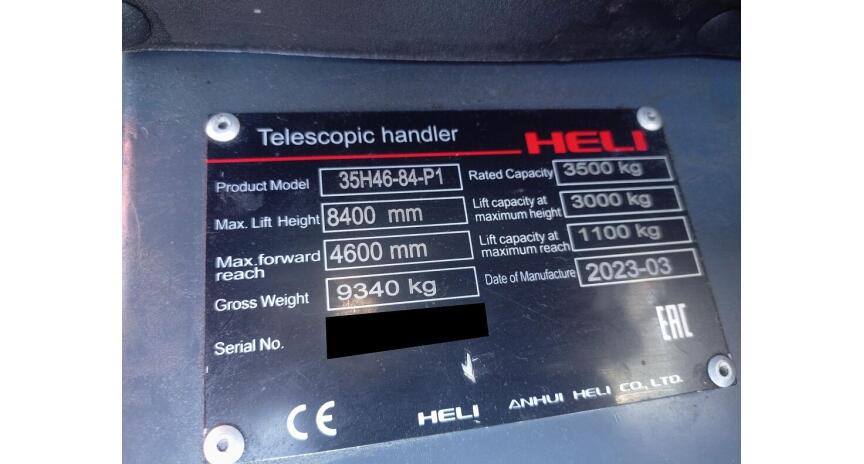 Telescopic handler HELI
Product Model 35H46-84-P1 Rated Capacity 3500 kg
Max. Lift Height 8400 mm Lift capacity at maximum height 3000 kg
Max.forward reach 4600 mm Lift capacity at maximum reach 1100 kg
Gross Weight 9340 kg Date of Manufacture 2023-03
Serial No.
EAC
CE HELI ANHUI HELI CO., LTD.